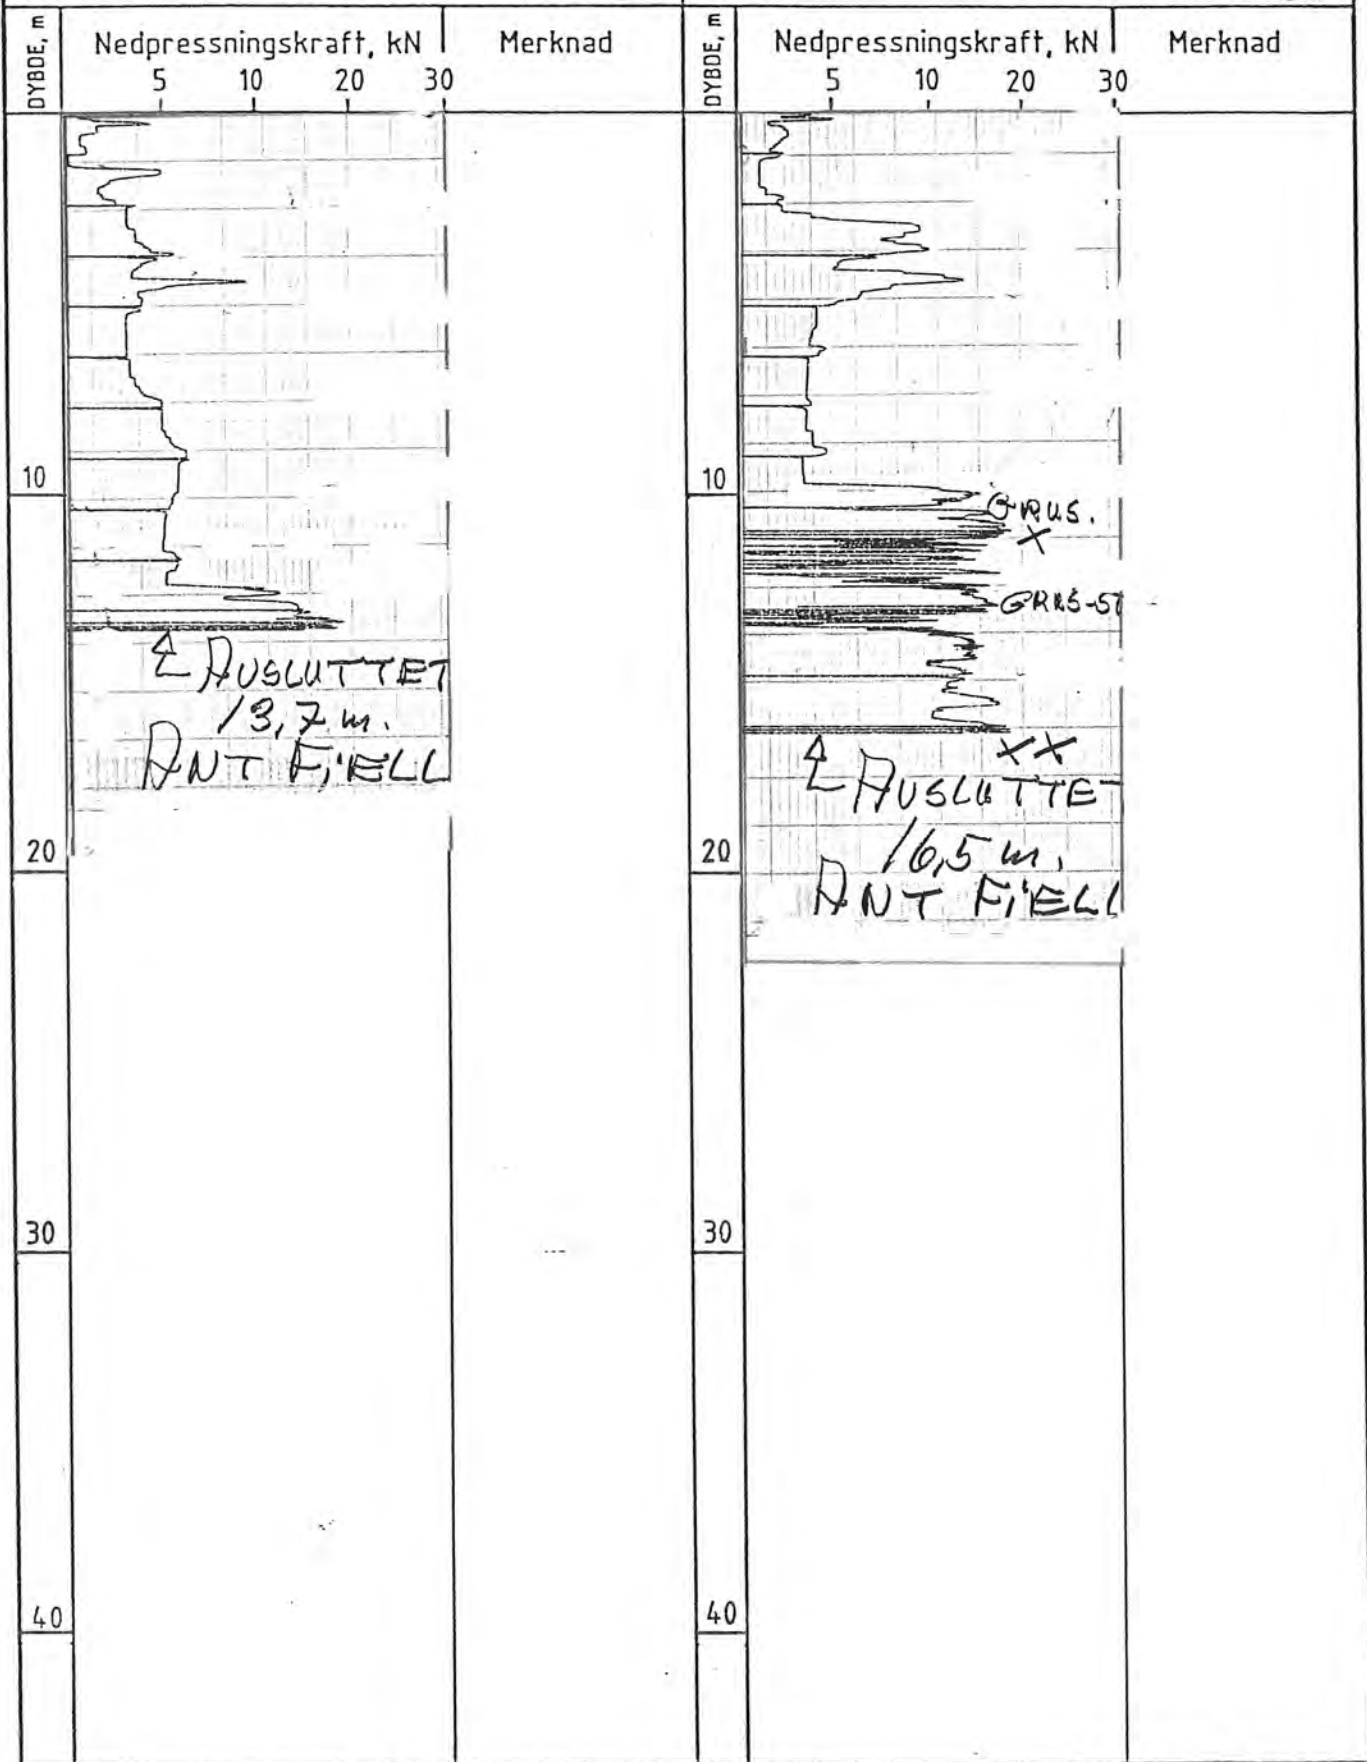 DYBDE, m
Nedpressningskraft, kN
Merknad
5 10 20 30
10
AVSLUTTET
13,7 m.
ANT FJELL
20
30
40
DYBDE, m
Nedpressningskraft, kN
Merknad
5 10 20 30
10
GRUS.
X
GRUS-ST
XX
AVSLUTTET
16,5 m.
ANT FJELL
20
30
40